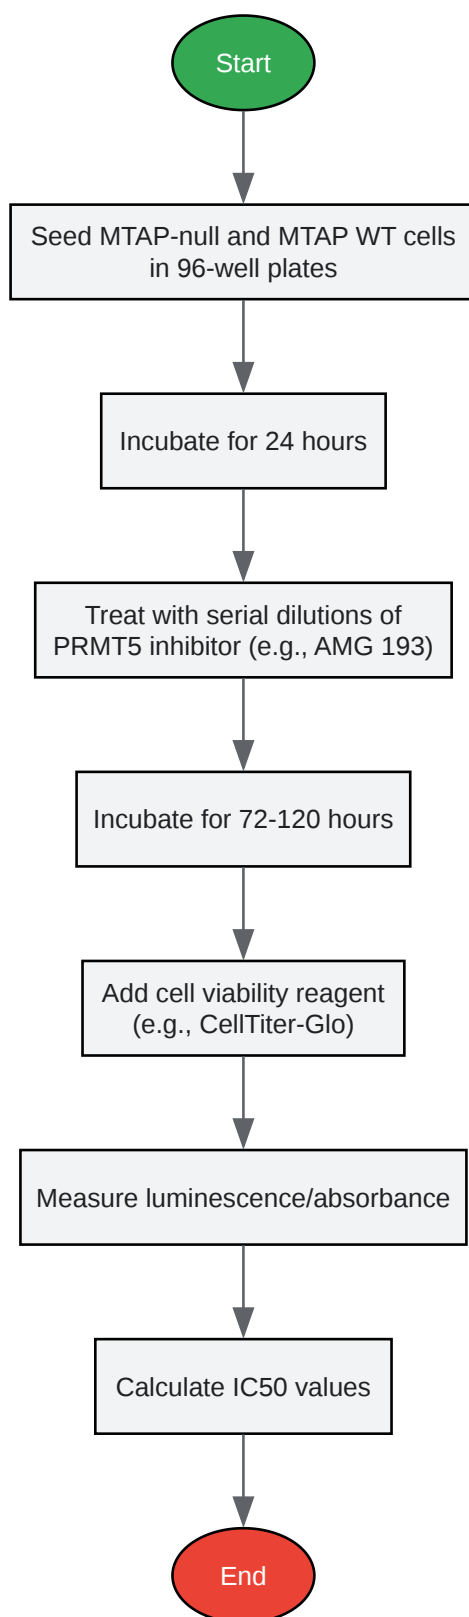 Start
Seed MTAP-null and MTAP WT cells
in 96-well plates
Incubate for 24 hours
Treat with serial dilutions of
PRMT5 inhibitor (e.g., AMG 193)
Incubate for 72-120 hours
Add cell viability reagent
(e.g., CellTiter-Glo)
Measure luminescence/absorbance
Calculate IC50 values
End